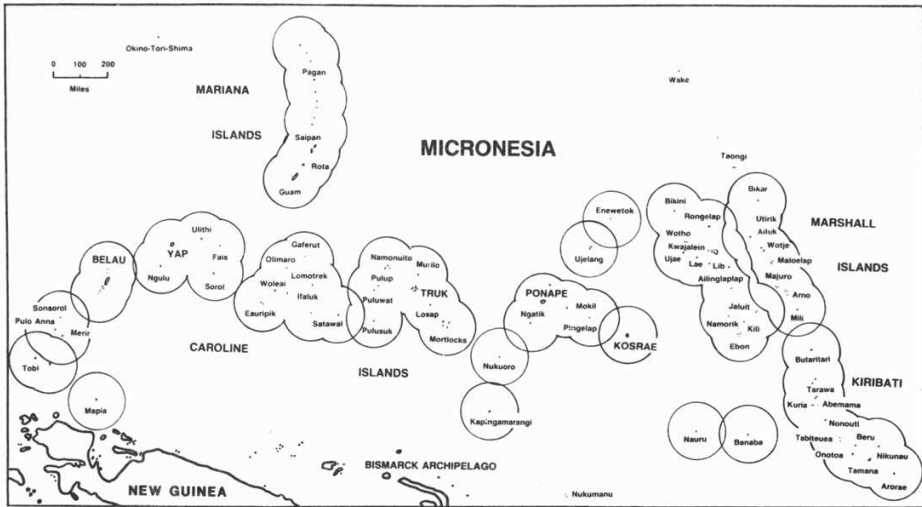 Okino-Tori-Shima
0 100 200
Miles
MARIANA
ISLANDS
Pagan
Saipan
Rota
Guam
MICRONESIA
Wake
Taongi
Bikar
Utirik
Ailuk
Wotje
Maloelap
Majuro
Arno
Mili
MARSHALL
ISLANDS
Bikini
Rongelap
Wotho
Kwajalein
Ujae
Lae
Lib
Ailinglaplap
Jaluit
Namorik
Kili
Ebon
Enewetok
Ujelang
BELAU
YAP
Ulithi
Fais
Ngulu
Sorol
Gaferut
Olimaro
Lomotrek
Woleai
Ifaluk
Eauripik
Satawal
Namonuito
Murilo
Pulup
TRUK
Puluwat
Losap
Pulusuk
Mortlocks
PONAPE
Mokil
Ngatik
Pingelap
KOSRAE
Sonsorol
Pulo Anna
Merir
Tobi
Mapia
CAROLINE
ISLANDS
Nukuoro
Kapingamarangi
Butaritari
KIRIBATI
Tarawa
Kuria
Abemama
Nonouti
Tabiteuea
Beru
Onotoa
Nikunau
Tamana
Arorae
Nauru
Banaba
BISMARCK ARCHIPELAGO
NEW GUINEA
Nukumanu